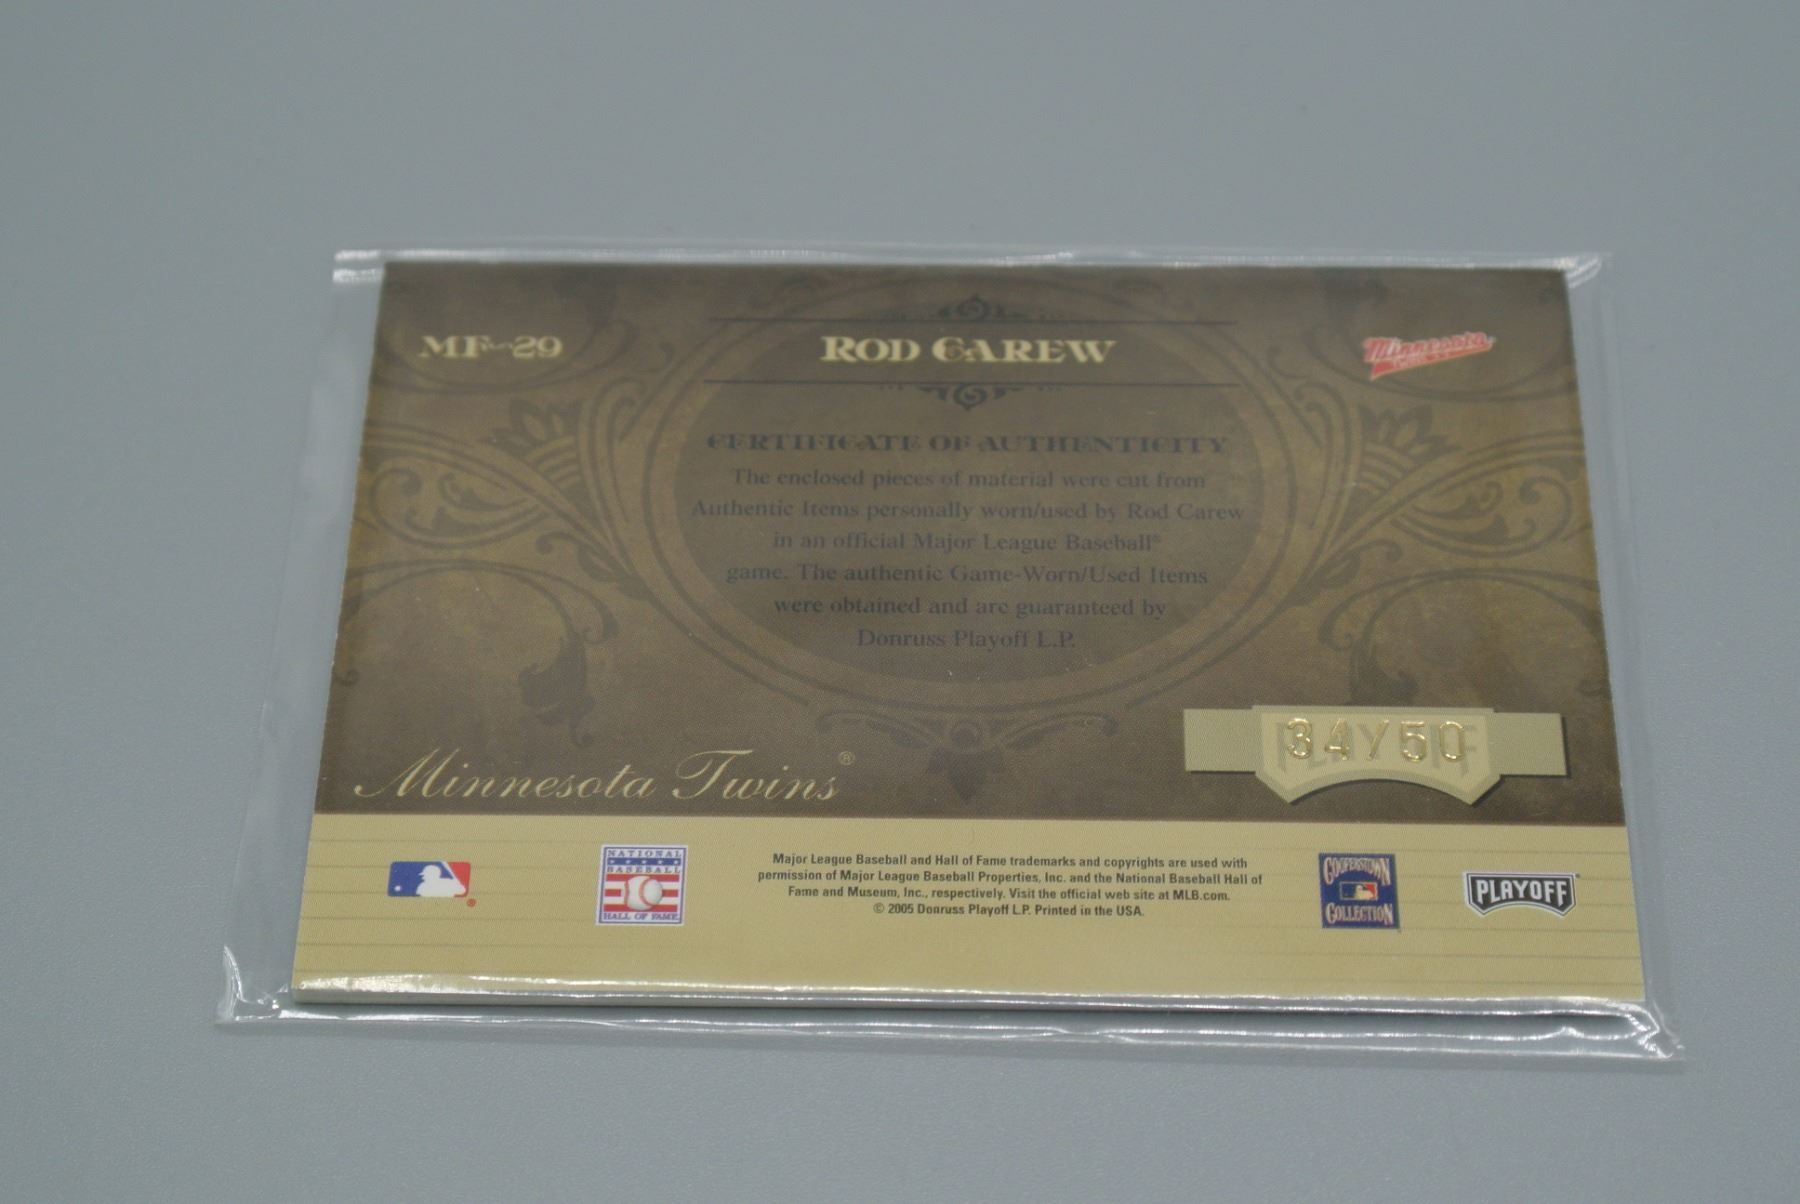 MF-29
ROD CAREW
Minnesota
CERTIFICATE OF AUTHENTICITY
The enclosed pieces of material were cut from
Authentic Items personally worn/used by Rod Carew
in an official Major League Baseball®
game. The authentic Game-Worn/Used Items
were obtained and are guaranteed by
Donruss Playoff L.P.
Minnesota Twins®
PLAYOFF
34/50
NATIONAL
BASEBALL
HALL OF FAME
Major League Baseball and Hall of Fame trademarks and copyrights are used with
permission of Major League Baseball Properties, Inc. and the National Baseball Hall of
Fame and Museum, Inc., respectively. Visit the official web site at MLB.com.
© 2005 Donruss Playoff L.P. Printed in the USA.
COOPERSTOWN
COLLECTION
PLAYOFF